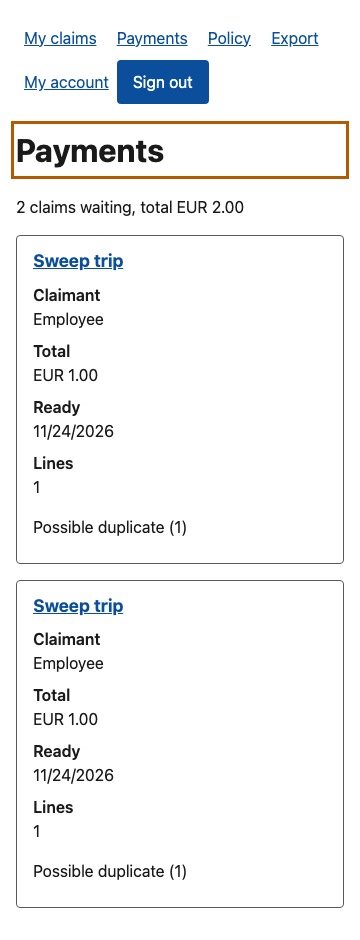 My claims Payments Policy Export
My account Sign out
Payments
2 claims waiting, total EUR 2.00
Sweep trip
Claimant
Employee
Total
EUR 1.00
Ready
11/24/2026
Lines
1
Possible duplicate (1)
Sweep trip
Claimant
Employee
Total
EUR 1.00
Ready
11/24/2026
Lines
1
Possible duplicate (1)